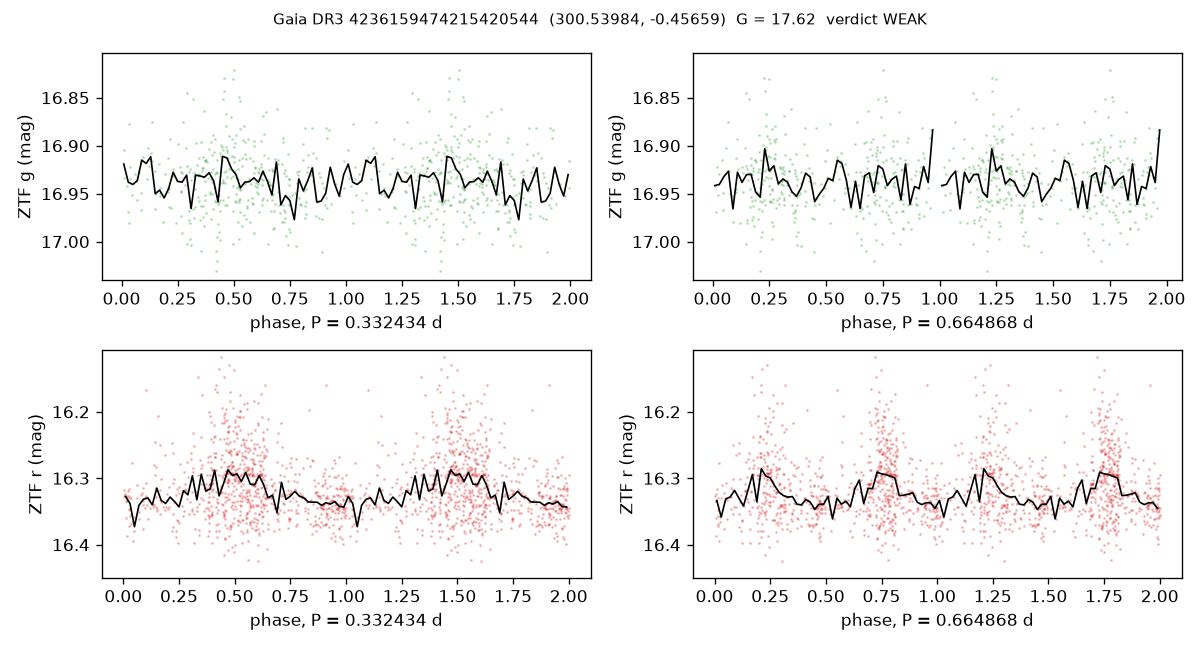 Gaia DR3 4236159474215420544 (300.53984, -0.45659) G = 17.62 verdict WEAK
ZTF g (mag)
16.85
16.90
16.95
17.00
0.00 0.25 0.50 0.75 1.00 1.25 1.50 1.75 2.00
phase, P = 0.332434 d
ZTF g (mag)
16.85
16.90
16.95
17.00
0.00 0.25 0.50 0.75 1.00 1.25 1.50 1.75 2.00
phase, P = 0.664868 d
ZTF r (mag)
16.2
16.3
16.4
0.00 0.25 0.50 0.75 1.00 1.25 1.50 1.75 2.00
phase, P = 0.332434 d
ZTF r (mag)
16.2
16.3
16.4
0.00 0.25 0.50 0.75 1.00 1.25 1.50 1.75 2.00
phase, P = 0.664868 d